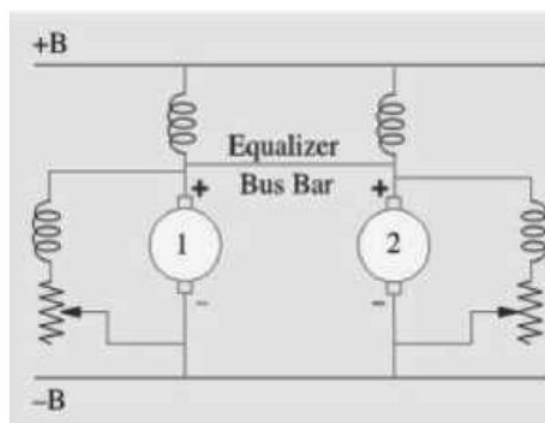 +B
Equalizer
Bus Bar
+
+
1
2
–
–
–B